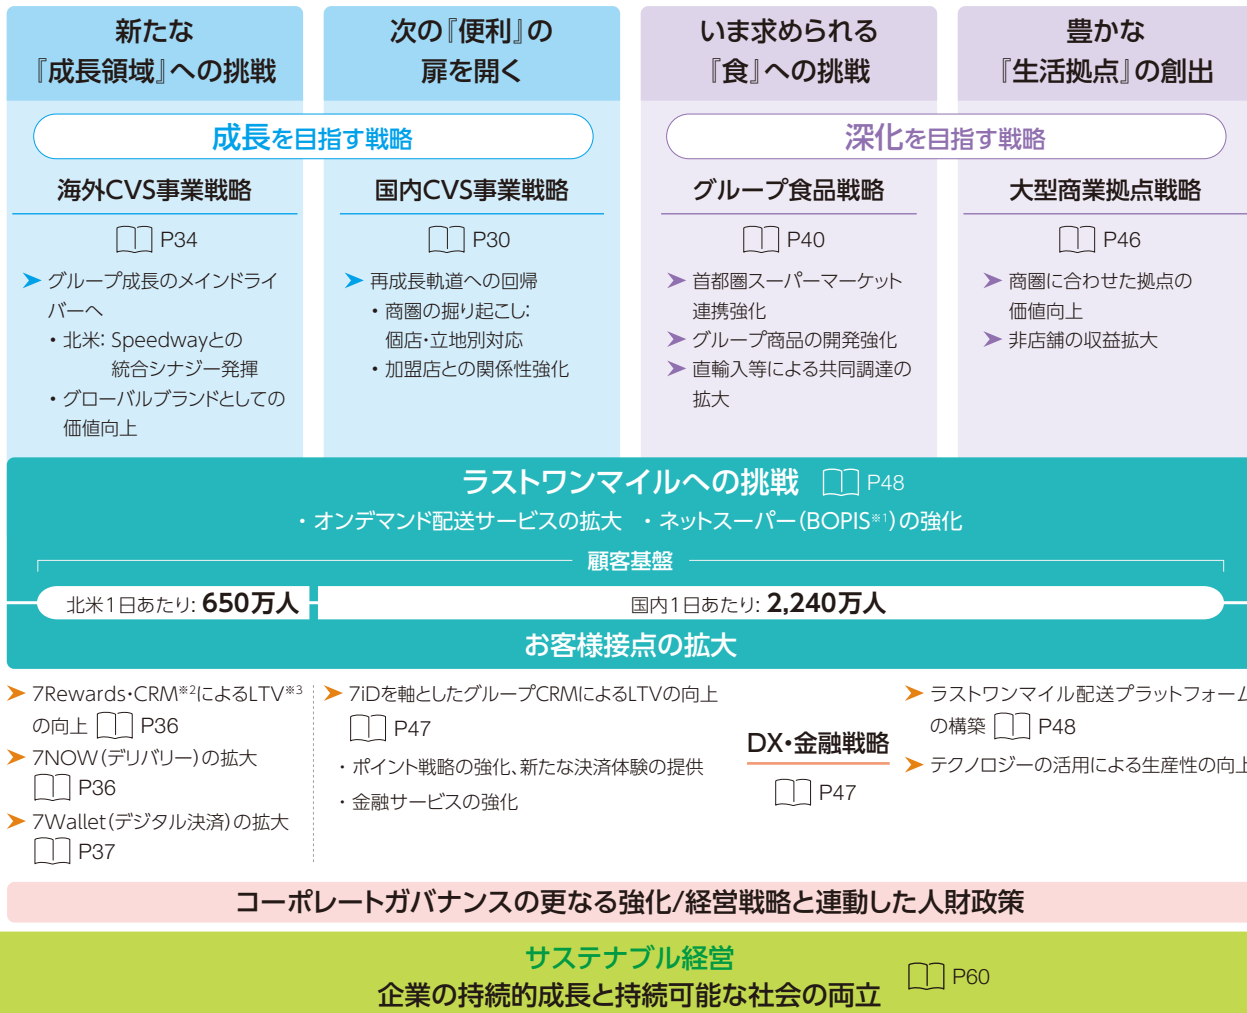 新たな
『成長領域』への挑戦
次の『便利』の
扉を開く
いま求められる
『食』への挑戦
豊かな
『生活拠点』の創出
成長を目指す戦略
深化を目指す戦略
海外CVS事業戦略
P34
➤ グループ成長のメインドライ
バーへ
・北米: Speedwayとの
統合シナジー発揮
・グローバルブランドとしての
価値向上
国内CVS事業戦略
P30
➤ 再成長軌道への回帰
・商圏の掘り起こし:
個店・立地別対応
・加盟店との関係性強化
グループ食品戦略
P40
➤ 首都圏スーパーマーケット
連携強化
➤ グループ商品の開発強化
➤ 直輸入等による共同調達の
拡大
大型商業拠点戦略
P46
➤ 商圏に合わせた拠点の
価値向上
➤ 非店舗の収益拡大
ラストワンマイルへの挑戦 P48
・オンデマンド配送サービスの拡大 ・ネットスーパー(BOPIS※1)の強化
顧客基盤
北米1日あたり: 650万人
国内1日あたり: 2,240万人
お客様接点の拡大
➤ 7Rewards・CRM※2によるLTV※3
の向上 P36
➤ 7NOW(デリバリー)の拡大
P36
➤ 7Wallet(デジタル決済)の拡大
P37
➤ 7iDを軸としたグループCRMによるLTVの向上
P47
・ポイント戦略の強化、新たな決済体験の提供
・金融サービスの強化
DX・金融戦略
P47
➤ ラストワンマイル配送プラットフォーム
の構築 P48
➤ テクノロジーの活用による生産性の向上
コーポレートガバナンスの更なる強化/経営戦略と連動した人財政策
サステナブル経営
企業の持続的成長と持続可能な社会の両立
P60